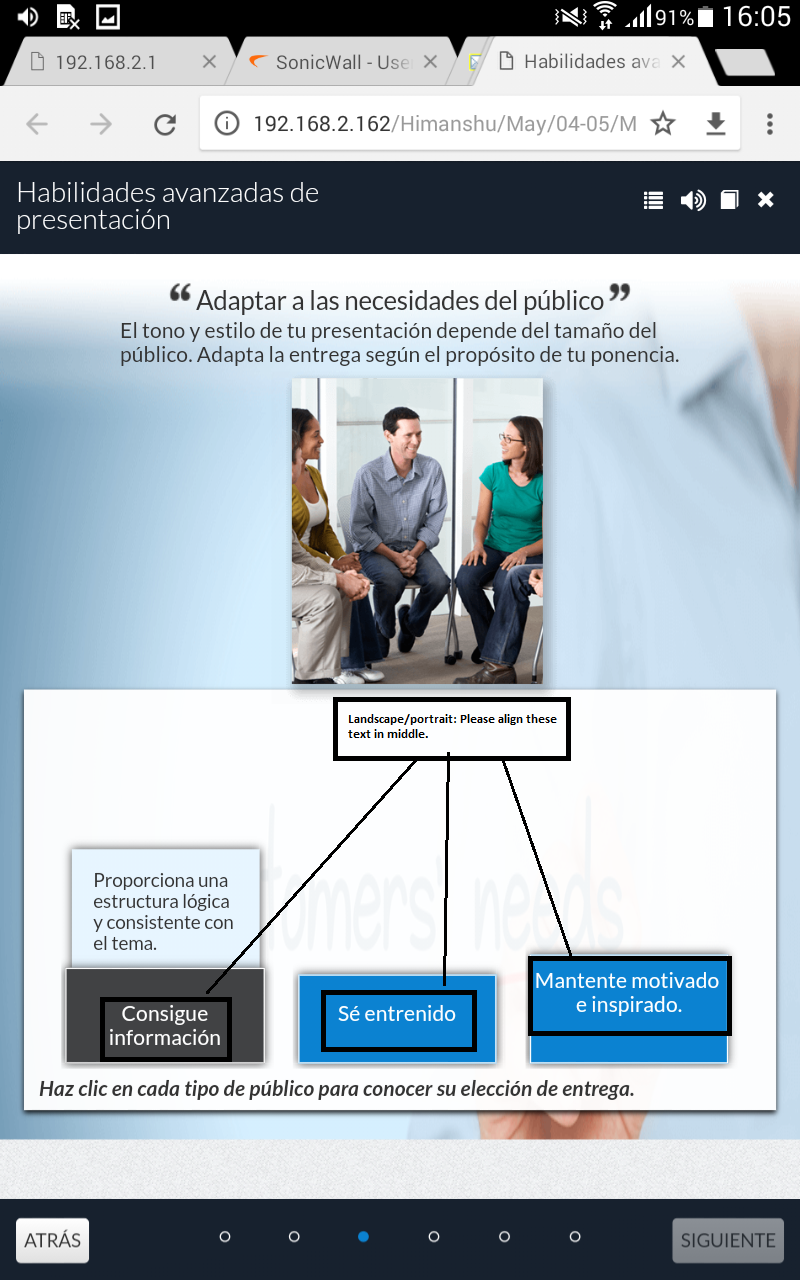 91% 16:05
192.168.2.1
SonicWall - Use
Habilidades ava
192.168.2.162/Himanshu/May/04-05/M
Habilidades avanzadas de
presentación
“ Adaptar a las necesidades del público ”
El tono y estilo de tu presentación depende del tamaño del
público. Adapta la entrega según el propósito de tu ponencia.
Landscape/portrait: Please align these
text in middle.
tomers' needs
Proporciona una
estructura lógica
y consistente con
el tema.
Consigue
información
Sé entrenido
Mantente motivado
e inspirado.
Haz clic en cada tipo de público para conocer su elección de entrega.
ATRÁS
SIGUIENTE